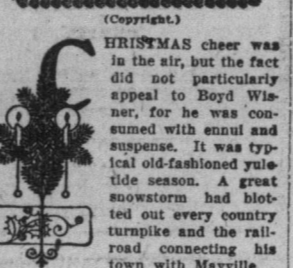 (Copyright.)
CHRISTMAS cheer was
in the air, but the fact
did not particularly
appeal to Boyd Wis-
ner, for he was con-
sumed with ennui and
suspense. It was typ-
ical old-fashioned yule-
tide season. A great
snowstorm had blot-
ted out every country
turnpike and the rail-
road connecting his
town with Mayville